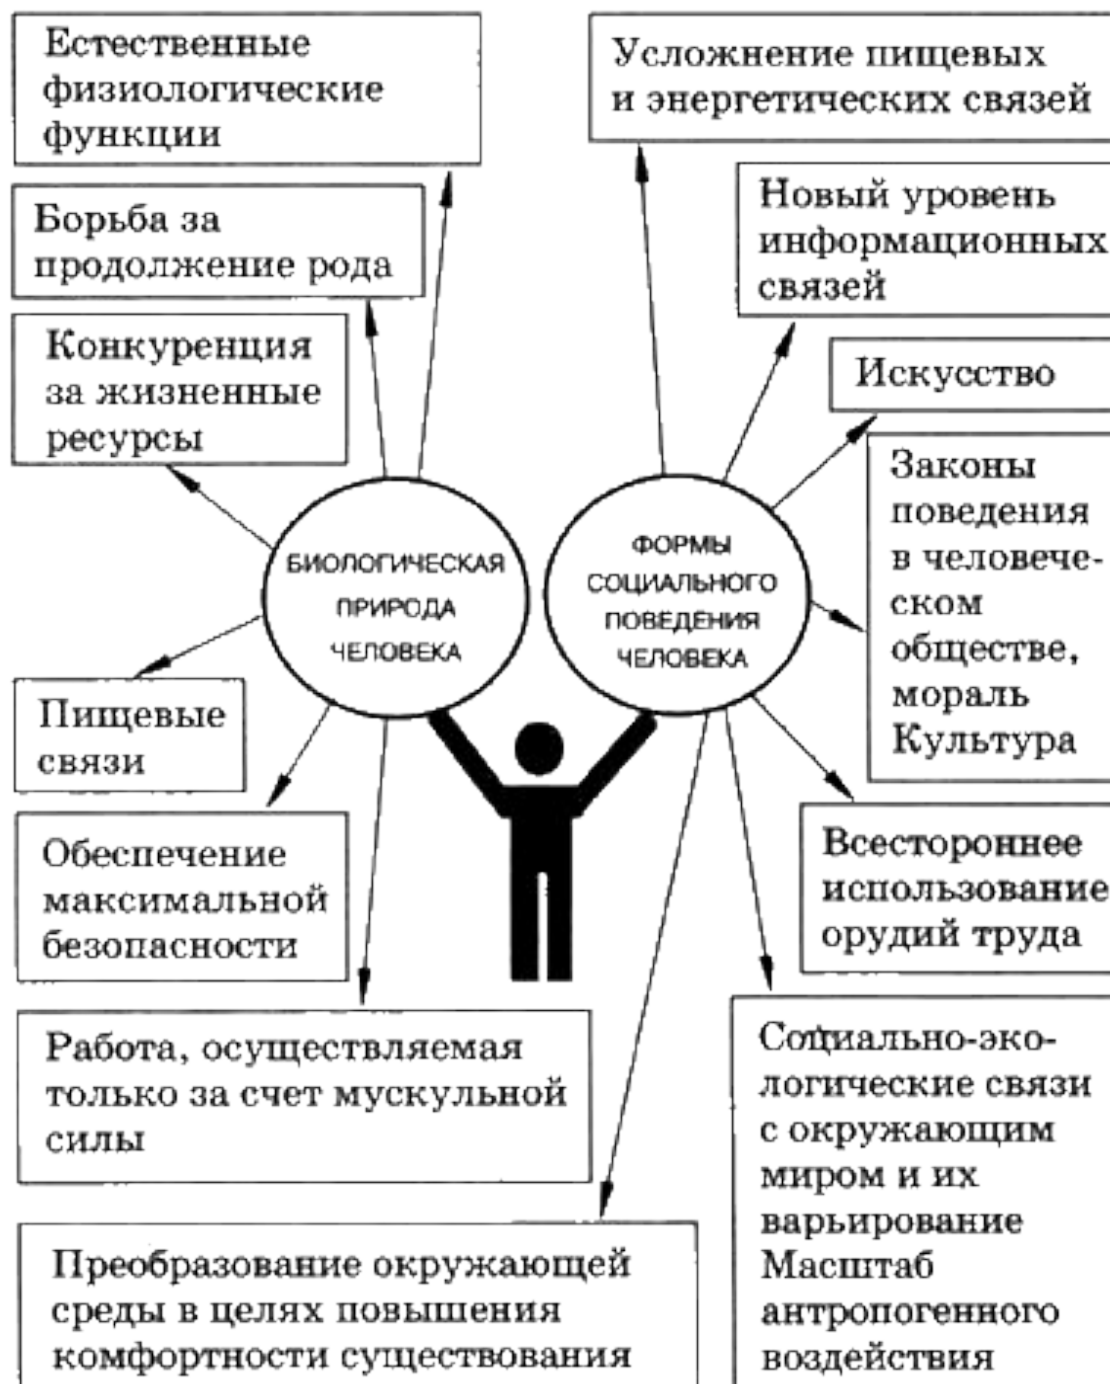 Естественные
физиологические
функции
Борьба за
продолжение рода
Конкуренция
за жизненные
ресурсы
БИОЛОГИЧЕСКАЯ
ПРИРОДА
ЧЕЛОВЕКА
Пищевые
связи
Обеспечение
максимальной
безопасности
Работа, осуществляемая
только за счет мускульной
силы
Усложнение пищевых
и энергетических связей
Новый уровень
информационных
связей
Искусство
Законы
поведения
в человече-
ском
обществе,
мораль
Культура
ФОРМЫ
СОЦИАЛЬНОГО
ПОВЕДЕНИЯ
ЧЕЛОВЕКА
Всестороннее
использование
орудий труда
Социально-эко-
логические связи
с окружающим
миром и их
варьирование
Масштаб
антропогенного
воздействия
Преобразование окружающей
среды в целях повышения
комфортности существования